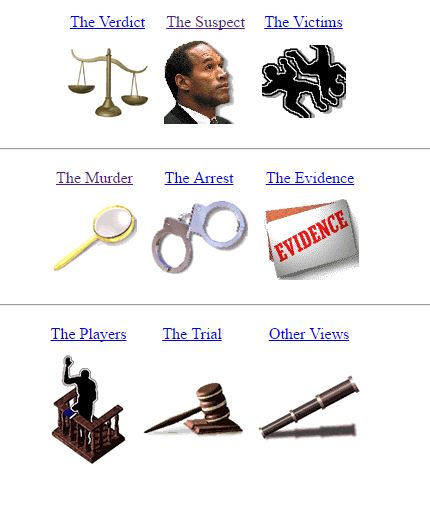 The Verdict The Suspect The Victims
The Murder The Arrest The Evidence
EVIDENCE
The Players The Trial Other Views